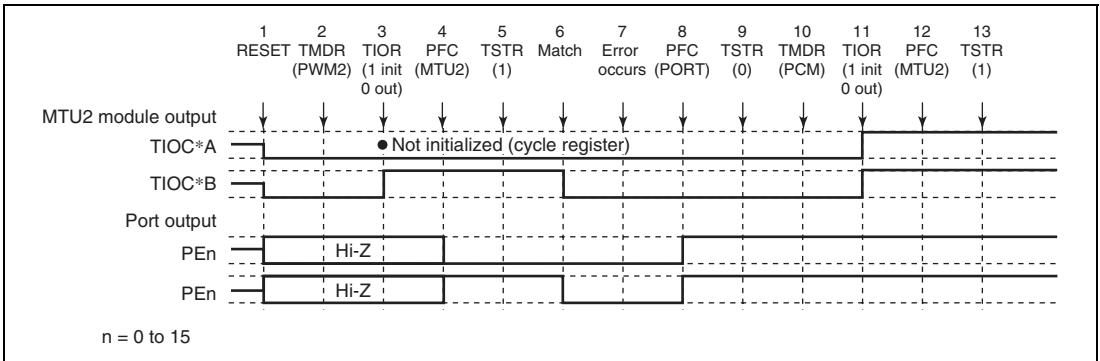 1 2 3 4 5 6 7 8 9 10 11 12 13
RESET TMDR TIOR PFC TSTR Match Error PFC TSTR TMDR TIOR PFC TSTR
(PWM2) (1 init (MTU2) (1) occurs (PORT) (0) (PCM) (1 init (MTU2) (1)
0 out) 0 out)
MTU2 module output
TIOC*A ● Not initialized (cycle register)
TIOC*B
Port output
PEn Hi-Z
PEn Hi-Z
n = 0 to 15